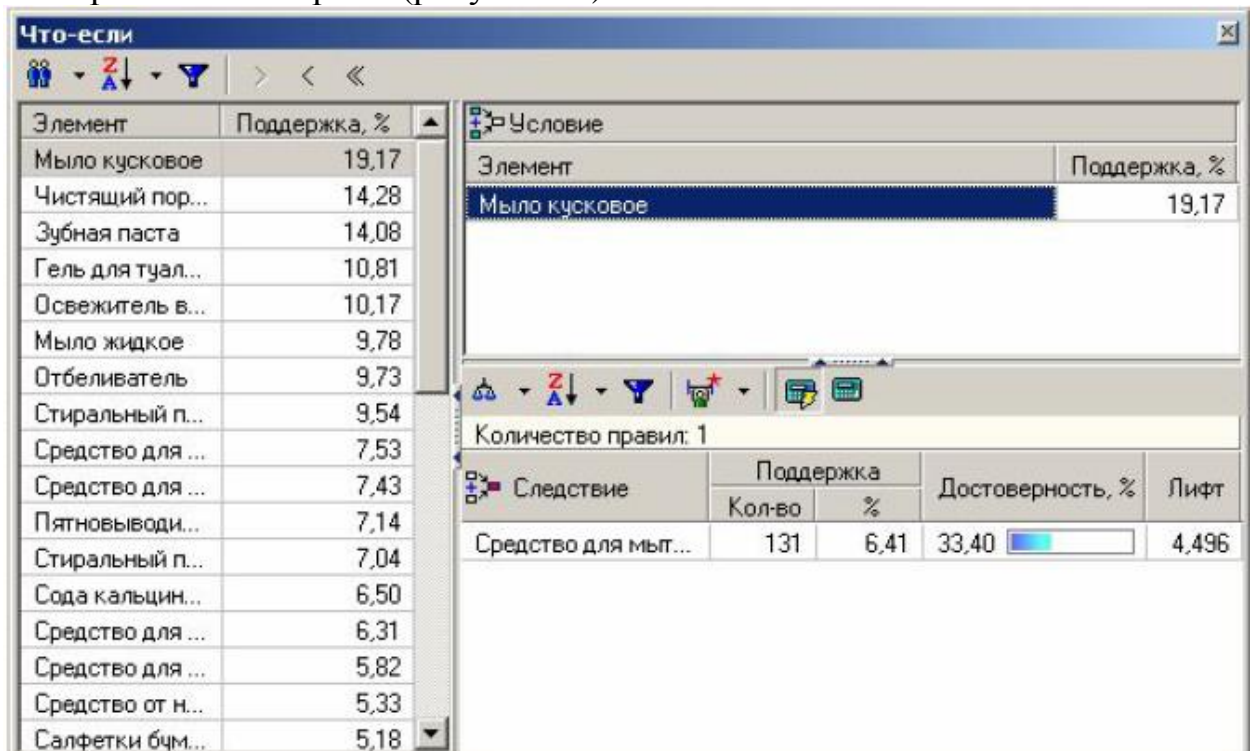 Что-если
Элемент Поддержка, %
Мыло кусковое 19,17
Чистящий пор... 14,28
Зубная паста 14,08
Гель для туал... 10,81
Освежитель в... 10,17
Мыло жидкое 9,78
Отбеливатель 9,73
Стиральный п... 9,54
Средство для ... 7,53
Средство для ... 7,43
Пятновыводи... 7,14
Стиральный п... 7,04
Сода кальцин... 6,50
Средство для ... 6,31
Средство для ... 5,82
Средство от н... 5,33
Салфетки бум... 5,18
Условие
Элемент Поддержка, %
Мыло кусковое 19,17
Количество правил: 1
Следствие Поддержка Достоверность, % Лифт
Кол-во %
Средство для мыт... 131 6,41 33,40 4,496